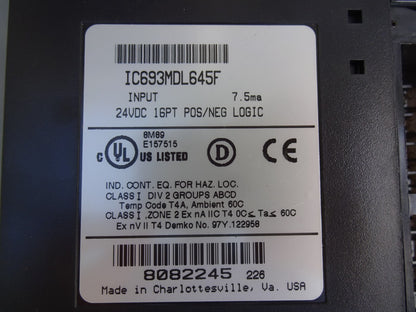 IC693MDL645F
INPUT 7.5ma
24VDC 16PT POS/NEG LOGIC
8M89
E157515
C UL US LISTED D CE
IND. CONT. EQ. FOR HAZ. LOC.
CLASS I DIV 2 GROUPS ABCD
Temp Code T4A, Ambient 60C
CLASS I .ZONE 2 Ex nA IIC T4 0C≤ Ta≤ 60C
Ex nV II T4 Demko No. 97Y.122958
8082245 226
Made in Charlottesville, Va. USA